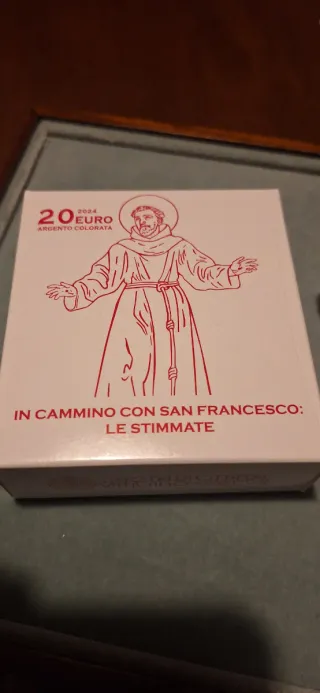 2024
20 EURO
ARGENTO COLORATA
IN CAMMINO CON SAN FRANCESCO:
LE STIMMATE